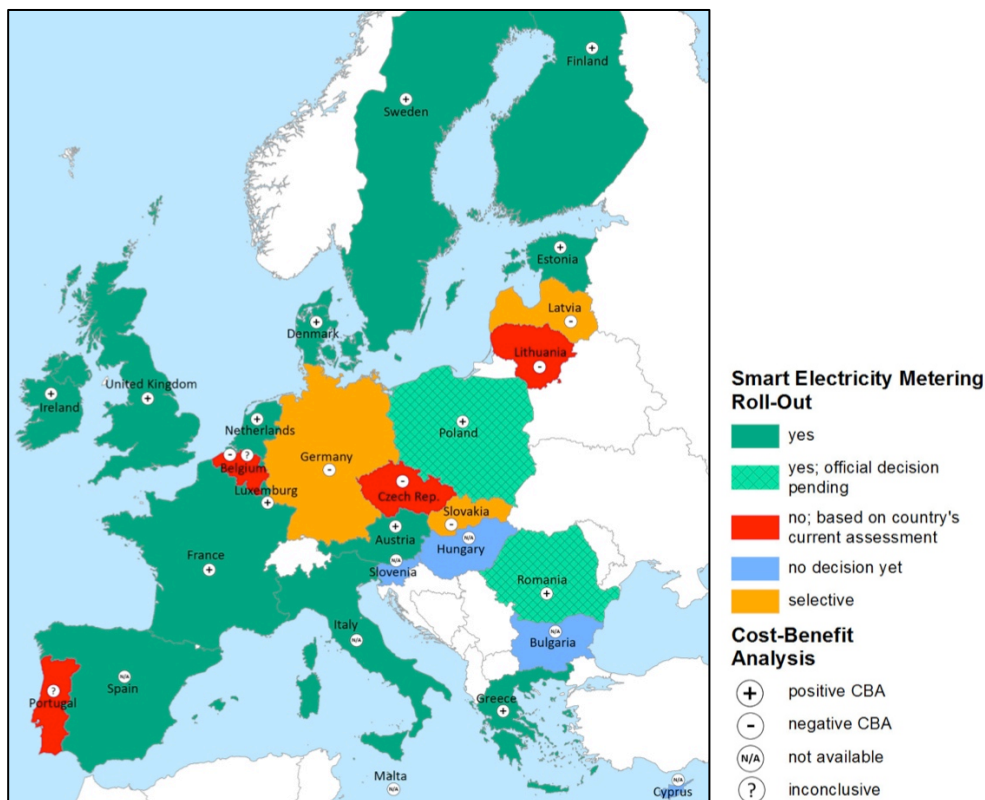 +
Finland
+
Sweden
+
Estonia
Latvia
-
Lithuania
-
+
Denmark
+
Ireland
United Kingdom
+
+
Netherlands
+
Poland
- ?
Belgium
Germany
-
Luxemburg
+
-
Czech Rep.
Slovakia
-
+
Austria
N/A
Hungary
N/A
Slovenia
France
+
Romania
+
N/A
Bulgaria
Italy
N/A
N/A
Spain
?
Portugal
Greece
+
Malta
N/A
N/A
Cyprus
Smart Electricity Metering
Roll-Out
yes
yes; official decision
pending
no; based on country's
current assessment
no decision yet
selective
Cost-Benefit
Analysis
+ positive CBA
- negative CBA
N/A not available
? inconclusive